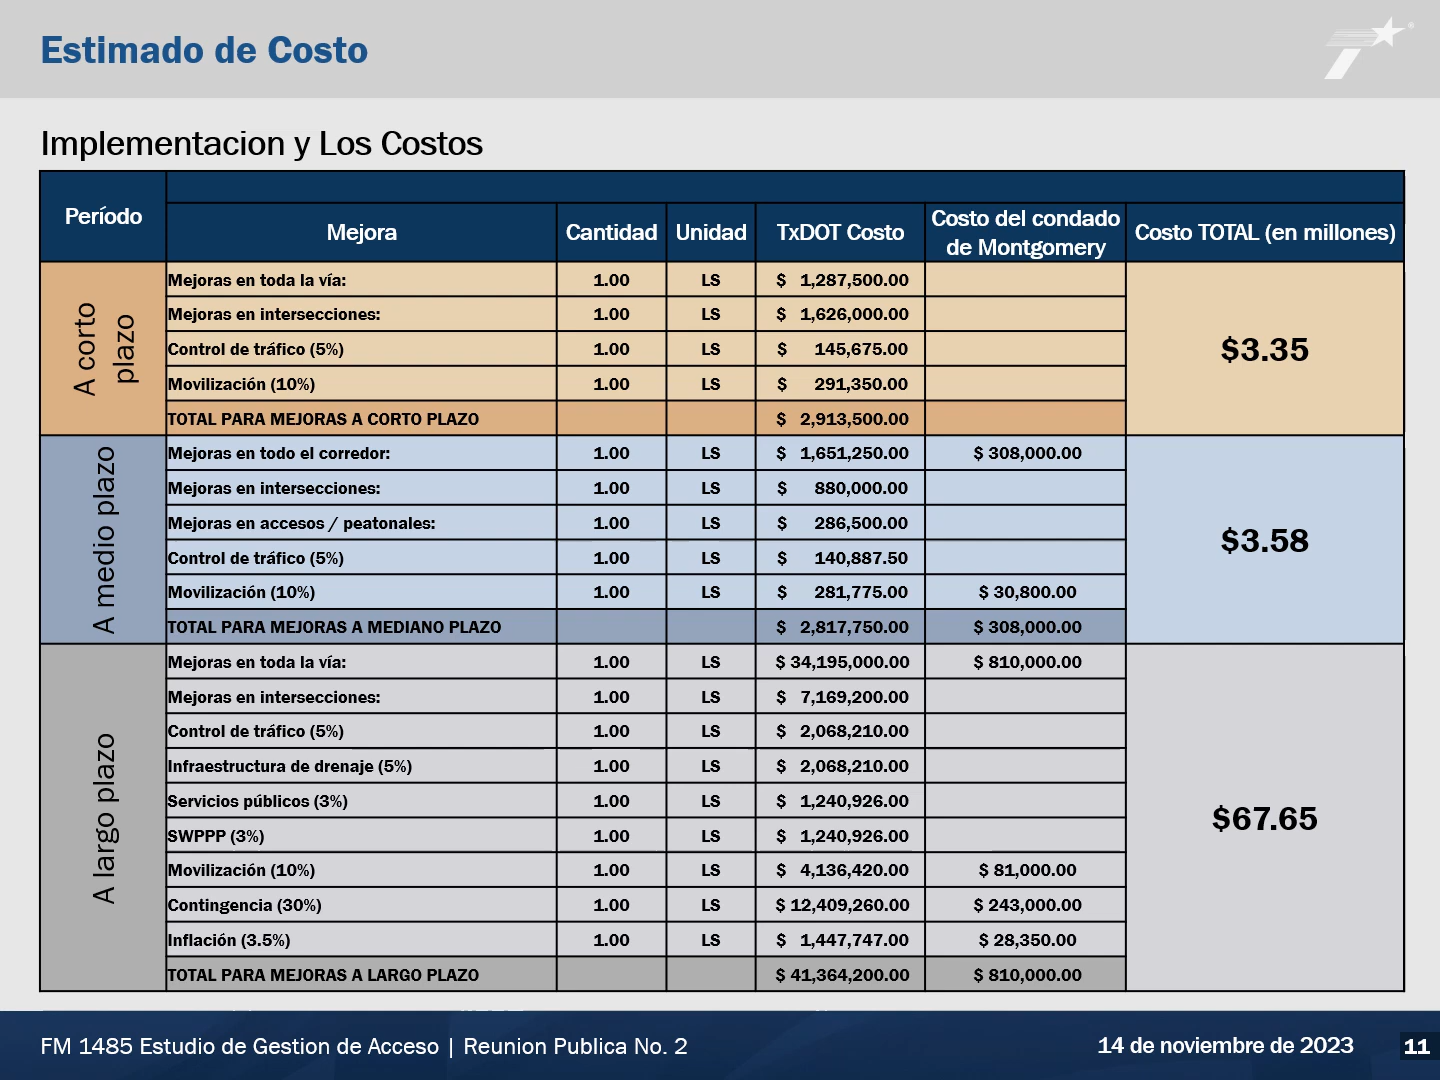 Estimado de Costo
®
Implementacion y Los Costos
Período
Mejora Cantidad Unidad TxDOT Costo Costo del condado de Montgomery Costo TOTAL (en millones)
A corto plazo
Mejoras en toda la vía: 1.00 LS $ 1,287,500.00
Mejoras en intersecciones: 1.00 LS $ 1,626,000.00
Control de tráfico (5%) 1.00 LS $ 145,675.00
Movilización (10%) 1.00 LS $ 291,350.00
TOTAL PARA MEJORAS A CORTO PLAZO $ 2,913,500.00
$3.35
A medio plazo
Mejoras en todo el corredor: 1.00 LS $ 1,651,250.00 $ 308,000.00
Mejoras en intersecciones: 1.00 LS $ 880,000.00
Mejoras en accesos / peatonales: 1.00 LS $ 286,500.00
Control de tráfico (5%) 1.00 LS $ 140,887.50
Movilización (10%) 1.00 LS $ 281,775.00 $ 30,800.00
TOTAL PARA MEJORAS A MEDIANO PLAZO $ 2,817,750.00 $ 308,000.00
$3.58
A largo plazo
Mejoras en toda la vía: 1.00 LS $ 34,195,000.00 $ 810,000.00
Mejoras en intersecciones: 1.00 LS $ 7,169,200.00
Control de tráfico (5%) 1.00 LS $ 2,068,210.00
Infraestructura de drenaje (5%) 1.00 LS $ 2,068,210.00
Servicios públicos (3%) 1.00 LS $ 1,240,926.00
SWPPP (3%) 1.00 LS $ 1,240,926.00
Movilización (10%) 1.00 LS $ 4,136,420.00 $ 81,000.00
Contingencia (30%) 1.00 LS $ 12,409,260.00 $ 243,000.00
Inflación (3.5%) 1.00 LS $ 1,447,747.00 $ 28,350.00
TOTAL PARA MEJORAS A LARGO PLAZO $ 41,364,200.00 $ 810,000.00
$67.65
FM 1485 Estudio de Gestion de Acceso | Reunion Publica No. 2
14 de noviembre de 2023
11